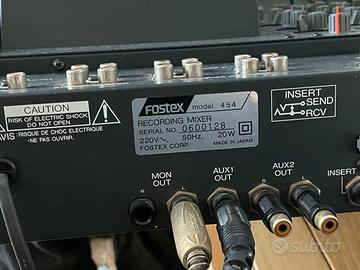 CAUTION
RISK OF ELECTRIC SHOCK
DO NOT OPEN
AVIS: RISQUE DE CHOC ELECTRIQUE
NE PAS OUVRIR.
FOSTEX model 454
RECORDING MIXER
SERIAL NO. 0600128
220V~, 50Hz, 20W
FOSTEX CORP. MADE IN JAPAN
INSERT
SEND
RCV
MON
OUT
AUX1
OUT
AUX2
OUT
INSERT
R
L
R
L
R
L
subito